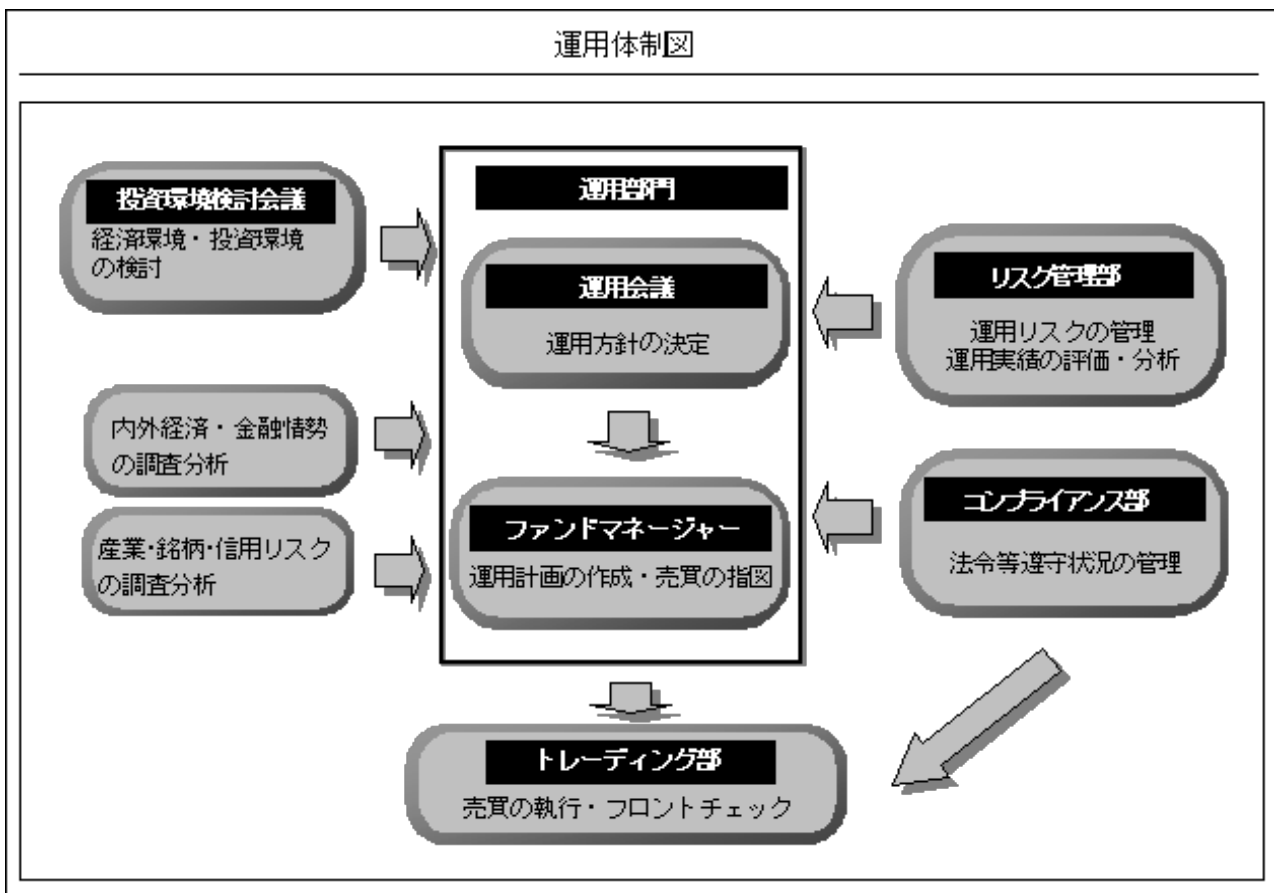 運用体制図
投資環境検討会議
経済環境・投資環境
の検討
内外経済・金融情勢
の調査分析
産業・銘柄・信用リスク
の調査分析
運用部門
運用会議
運用方針の決定
ファンドマネージャー
運用計画の作成・売買の指図
リスク管理部
運用リスクの管理
運用実績の評価・分析
コンプライアンス部
法令等遵守状況の管理
トレーディング部
売買の執行・フロントチェック